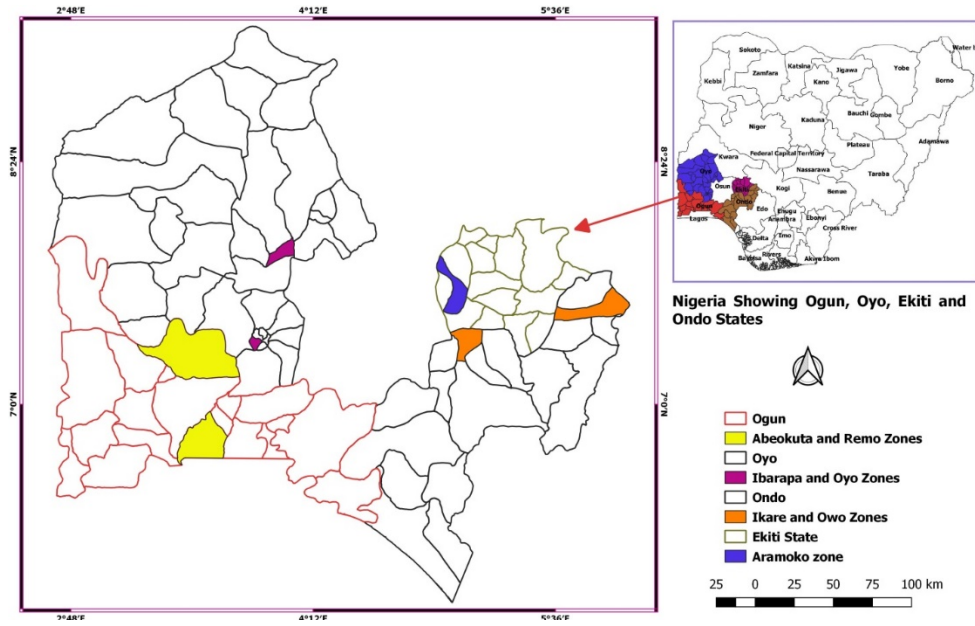 2°48'E 4°12'E 5°36'E
8°24'N
7°0'N
8°24'N
7°0'N
2°48'E 4°12'E 5°36'E
Sokoto
Kebbi
Zamfara
Katsina
Kano
Jigawa
Yobe
Borno
Bauchi
Gombe
Kaduna
Niger
Adamawa
Plateau
Federal Capital Territory
Kwara
Nassarawa
Taraba
Oyo
Osun
Ekiti
Kogi
Benue
Ogun
Ondo
Edo
Enugu
Anambra
Ebonyi
Lagos
Cross River
Delta
Imo
Rivers
Akwa Ibom
Nigeria Showing Ogun, Oyo, Ekiti and
Ondo States
Ogun
Abeokuta and Remo Zones
Oyo
Ibarapa and Oyo Zones
Ondo
Ikare and Owo Zones
Ekiti State
Aramoko zone
25 0 25 50 75 100 km